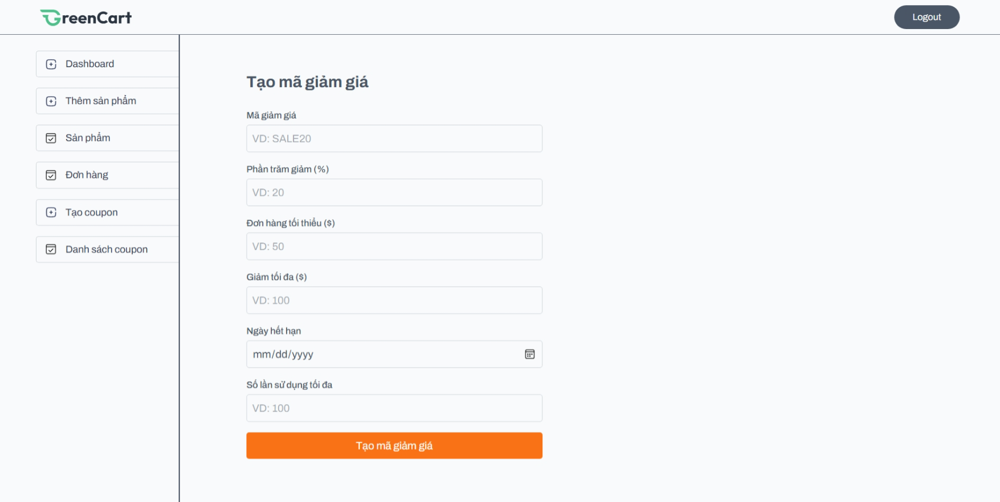 GreenCart
Logout
Dashboard
Thêm sản phẩm
Sản phẩm
Đơn hàng
Tạo coupon
Danh sách coupon
Tạo mã giảm giá
Mã giảm giá
VD: SALE20
Phần trăm giảm (%)
VD: 20
Đơn hàng tối thiểu ($)
VD: 50
Giảm tối đa ($)
VD: 100
Ngày hết hạn
mm/dd/yyyy
Số lần sử dụng tối đa
VD: 100
Tạo mã giảm giá